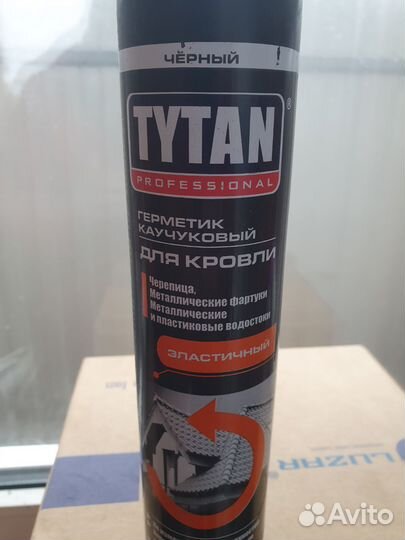 ЧЁРНЫЙ !
TYTAN ®
PROFESSIONAL
ГЕРМЕТИК
КАУЧУКОВЫЙ
ДЛЯ КРОВЛИ
Черепица,
Металлические фартуки
Металлические
и пластиковые водостоки
ЭЛАСТИЧНЫЙ
LUZAR
Avito